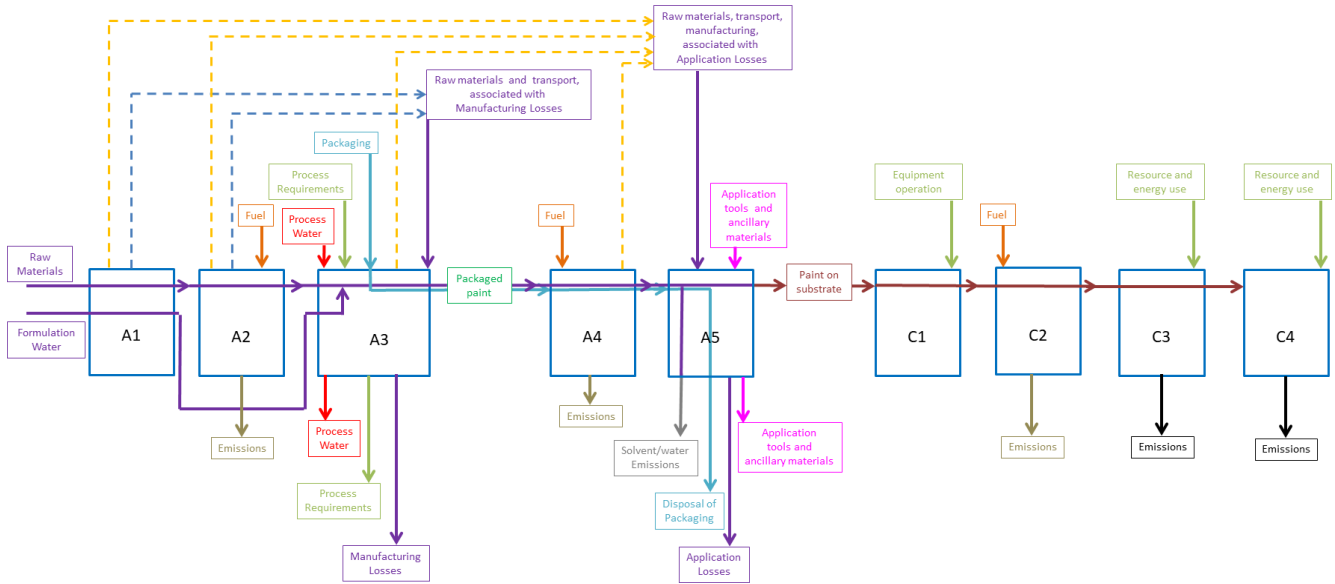 Raw materials, transport,
manufacturing,
associated with
Application Losses
Raw materials and transport,
associated with
Manufacturing Losses
Packaging
Process
Requirements
Equipment
operation
Resource and
energy use
Resource and
energy use
Fuel
Process
Water
Fuel
Application
tools and
ancillary
materials
Fuel
Raw
Materials
Packaged
paint
Paint on
substrate
Formulation
Water
A1
A2
A3
A4
A5
C1
C2
C3
C4
Emissions
Process
Water
Emissions
Solvent/water
Emissions
Application
tools and
ancillary materials
Emissions
Emissions
Emissions
Process
Requirements
Disposal of
Packaging
Manufacturing
Losses
Application
Losses